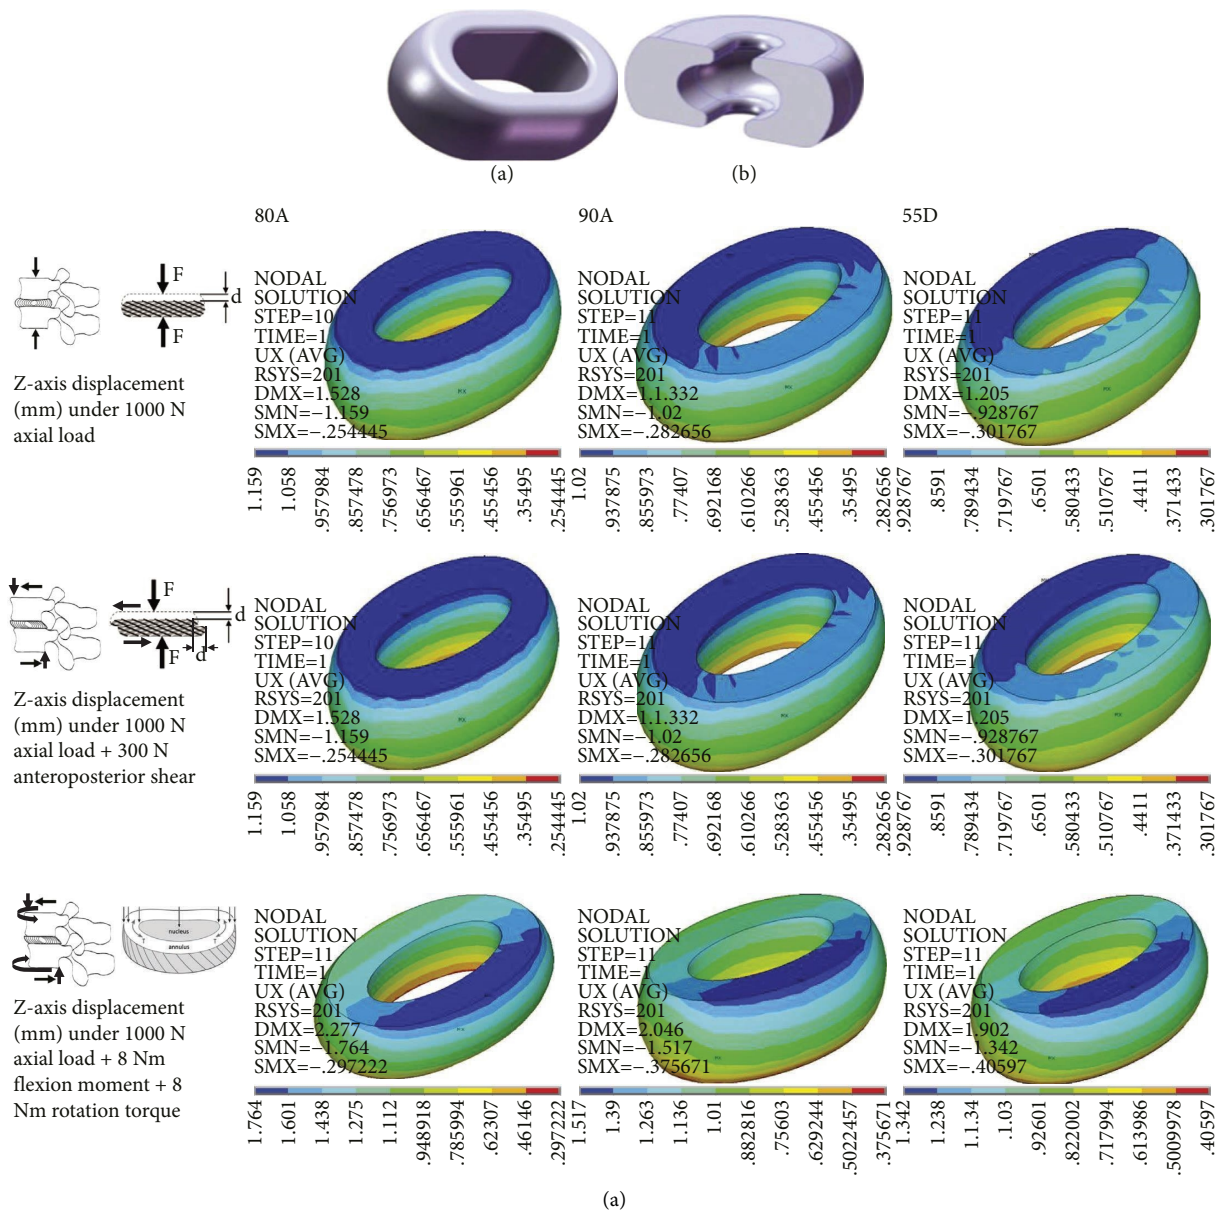 (a)
(b)
80A
90A
55D
F
d
F
Z-axis displacement
(mm) under 1000 N
axial load
NODAL
SOLUTION
STEP=10
TIME=1
UX (AVG)
RSYS=201
DMX=1.528
SMN=−1.159
SMX=−.254445
1.159
1.058
.957984
.857478
.756973
.656467
.555961
.455456
.35495
.254445
NODAL
SOLUTION
STEP=11
TIME=1
UX (AVG)
RSYS=201
DMX=1.1.332
SMN=−1.02
SMX=−.282656
1.02
.937875
.855973
.77407
.692168
.610266
.528363
.455456
.35495
.282656
NODAL
SOLUTION
STEP=11
TIME=1
UX (AVG)
RSYS=201
DMX=1.205
SMN=−.928767
SMX=−.301767
.928767
.8591
.789434
.719767
.6501
.580433
.510767
.4411
.371433
.301767
F
d
F
d
Z-axis displacement
(mm) under 1000 N
axial load + 300 N
anteroposterior shear
NODAL
SOLUTION
STEP=10
TIME=1
UX (AVG)
RSYS=201
DMX=1.528
SMN=−1.159
SMX=−.254445
1.159
1.058
.957984
.857478
.756973
.656467
.555961
.455456
.35495
.254445
NODAL
SOLUTION
STEP=11
TIME=1
UX (AVG)
RSYS=201
DMX=1.1.332
SMN=−1.02
SMX=−.282656
1.02
.937875
.855973
.77407
.692168
.610266
.528363
.455456
.35495
.282656
NODAL
SOLUTION
STEP=11
TIME=1
UX (AVG)
RSYS=201
DMX=1.205
SMN=−.928767
SMX=−.301767
.928767
.8591
.789434
.719767
.6501
.580433
.510767
.4411
.371433
.301767
nucleus
T
T
annulus
Z-axis displacement
(mm) under 1000 N
axial load + 8 Nm
flexion moment + 8
Nm rotation torque
NODAL
SOLUTION
STEP=11
TIME=1
UX (AVG)
RSYS=201
DMX=2.277
SMN=−1.764
SMX=−.297222
1.764
1.601
1.438
1.275
1.112
.948918
.785994
.62307
.46146
.297222
NODAL
SOLUTION
STEP=11
TIME=1
UX (AVG)
RSYS=201
DMX=2.046
SMN=−1.517
SMX=−.375671
1.517
1.39
1.263
1.136
1.01
.882816
.75603
.629244
.5022457
.375671
NODAL
SOLUTION
STEP=11
TIME=1
UX (AVG)
RSYS=201
DMX=1.902
SMN=−1.342
SMX=−.40597
1.342
1.238
1.1134
.1103
.92601
.822002
.717994
.613986
.5009978
.40597
(a)